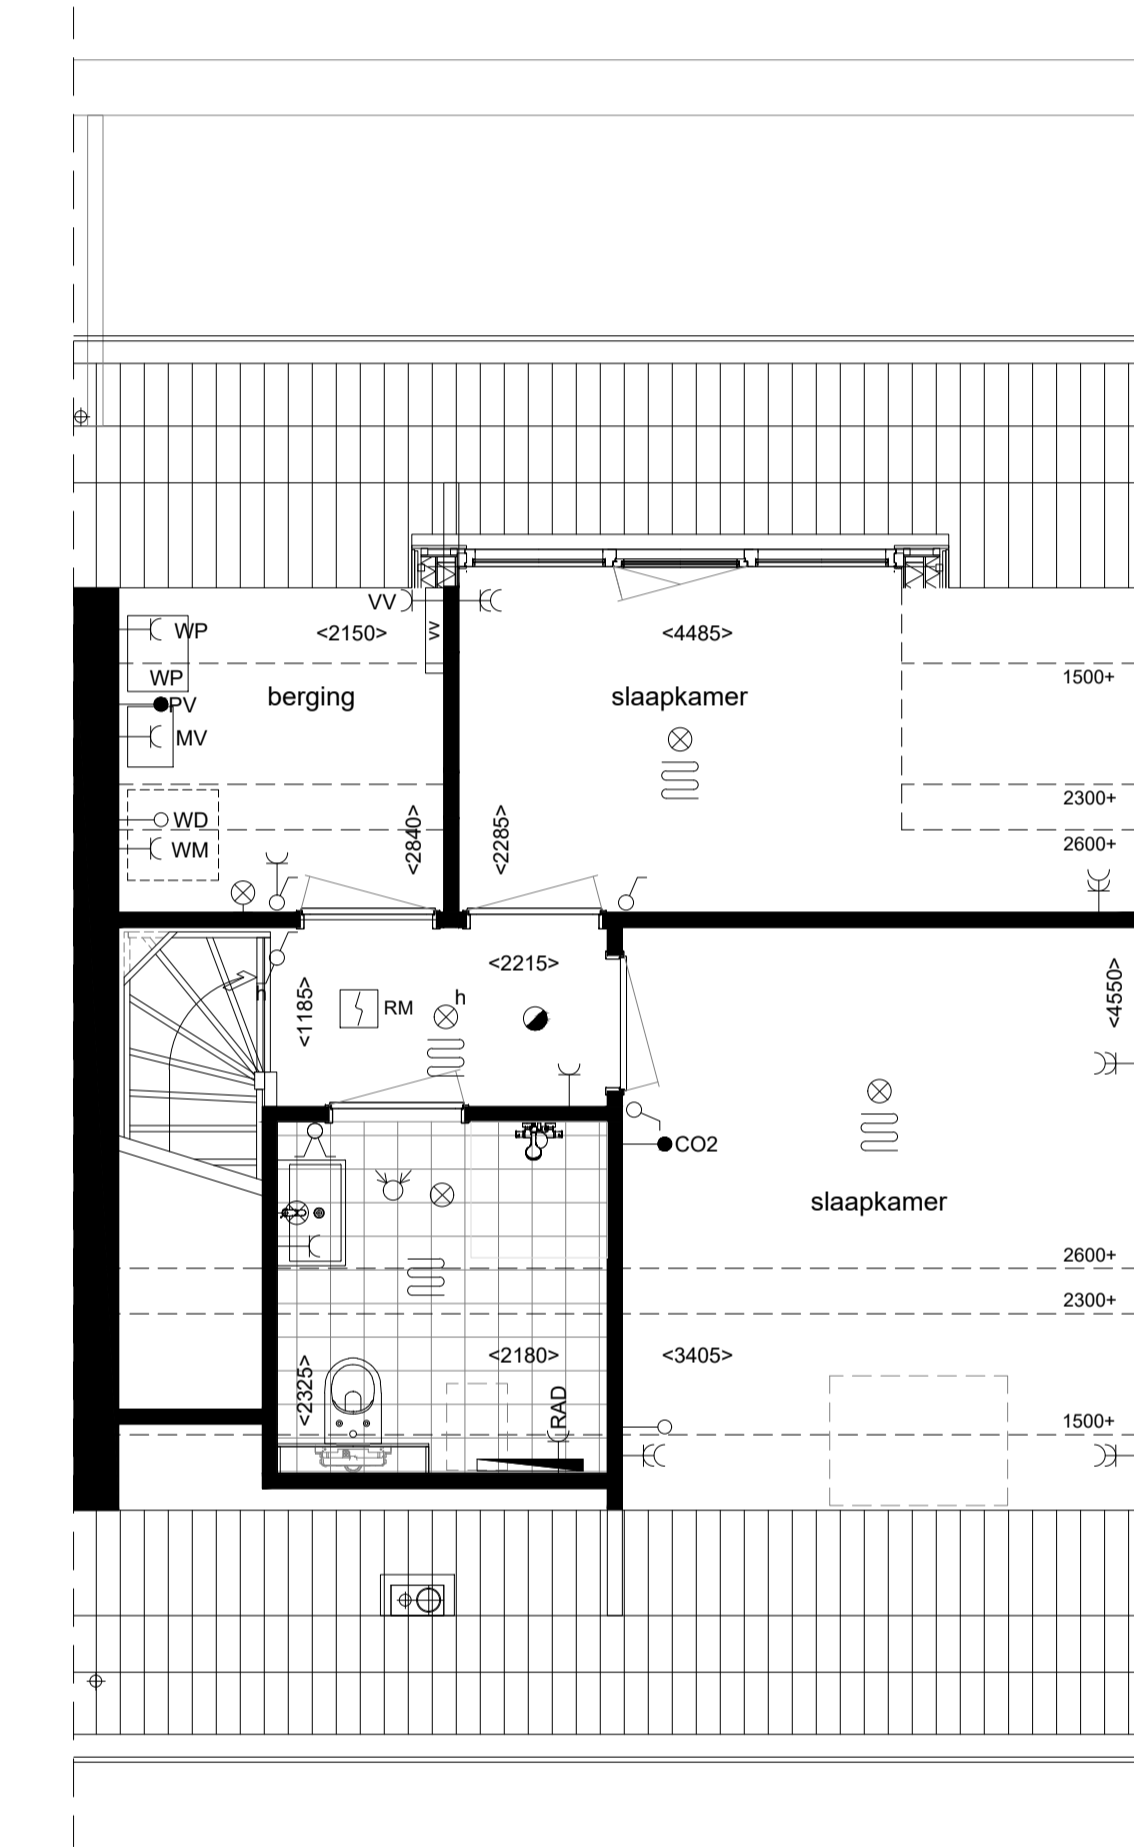 VV
VV
WP
<2150>
<4485>
WP
1500+
berging
slaapkamer
PV
MV
2300+
WD
<2840>
<2285>
2600+
WM
<2215>
<4550>
h
<1185>
RM
h
CO2
slaapkamer
2600+
2300+
<2325>
<2180>
<3405>
RAD
1500+